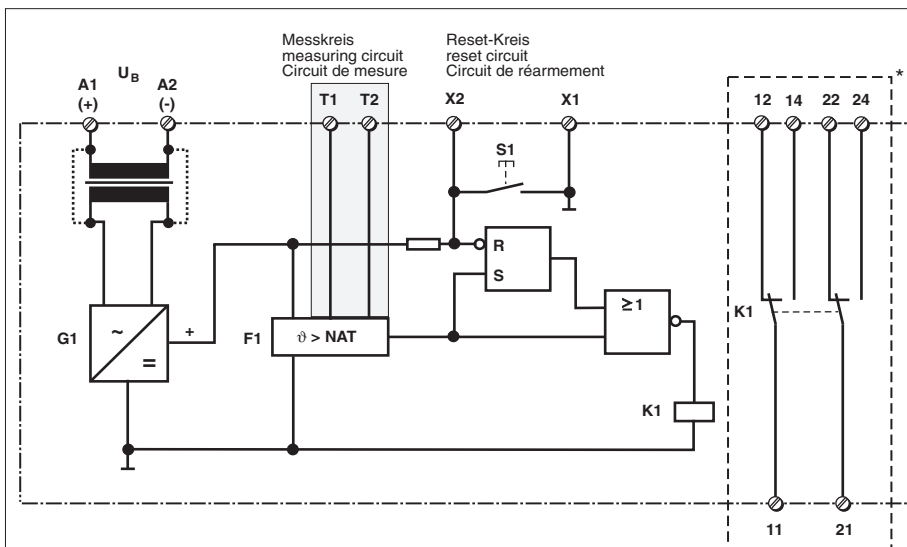 Messkreis
measuring circuit
Circuit de mesure
Reset-Kreis
reset circuit
Circuit de réarmement
UB
A1
(+)
A2
(-)
T1 T2
X2 X1
*
12 14 22 24
S1
R
S
≥1
G1
~
=
+
F1
ϑ > NAT
K1
K1
11 21